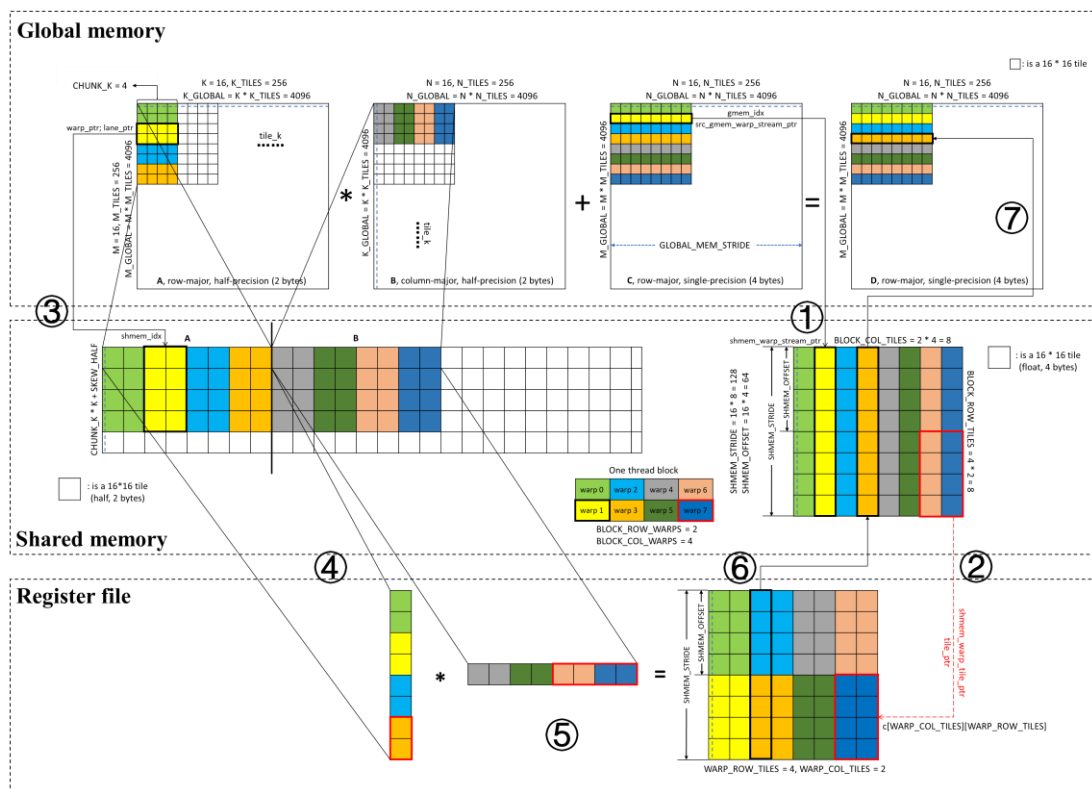 Global memory
☐: is a 16 * 16 tile
CHUNK_K = 4
K = 16, K_TILES = 256
K_GLOBAL = K * K_TILES = 4096
N = 16, N_TILES = 256
N_GLOBAL = N * N_TILES = 4096
N = 16, N_TILES = 256
N_GLOBAL = N * N_TILES = 4096
N = 16, N_TILES = 256
N_GLOBAL = N * N_TILES = 4096
warp_ptr; lane_ptr
tile_k
......
M = 16, M_TILES = 256
M_GLOBAL = M * M_TILES = 4096
*
K_GLOBAL = K * K_TILES = 4096
tile_k
......
+
gmem_idx
src_gmem_warp_stream_ptr
M_GLOBAL = M * M_TILES = 4096
GLOBAL_MEM_STRIDE
=
M_GLOBAL = M * M_TILES = 4096
⑦
A, row-major, half-precision (2 bytes)
B, column-major, half-precision (2 bytes)
C, row-major, single-precision (4 bytes)
D, row-major, single-precision (4 bytes)
③
①
shmem_idx
A
B
CHUNK_K * K + SKEW_HALF
shmem_warp_stream_ptr
BLOCK_COL_TILES = 2 * 4 = 8
: is a 16 * 16 tile
(float, 4 bytes)
SHMEM_STRIDE = 16 * 8 = 128
SHMEM_OFFSET = 16 * 4 = 64
SHMEM_STRIDE
SHMEM_OFFSET
BLOCK_ROW_TILES = 4 * 2 = 8
: is a 16*16 tile
(half, 2 bytes)
One thread block
warp 0
warp 2
warp 4
warp 6
warp 1
warp 3
warp 5
warp 7
BLOCK_ROW_WARPS = 2
BLOCK_COL_WARPS = 4
Shared memory
④
⑥
②
Register file
*
=
SHMEM_STRIDE
SHMEM_OFFSET
shmem_warp_tile_ptr
tile_ptr
⑤
c[WARP_COL_TILES][WARP_ROW_TILES]
WARP_ROW_TILES = 4, WARP_COL_TILES = 2